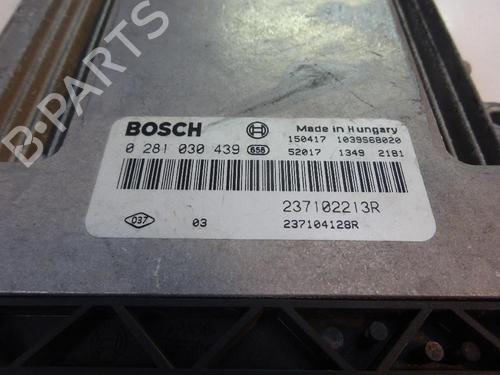 B-PARTS
BOSCH
Made in Hungary
150417 1039S68020
0 281 030 439 658
52017 1349 2181
237102213R
037 03 237104128R